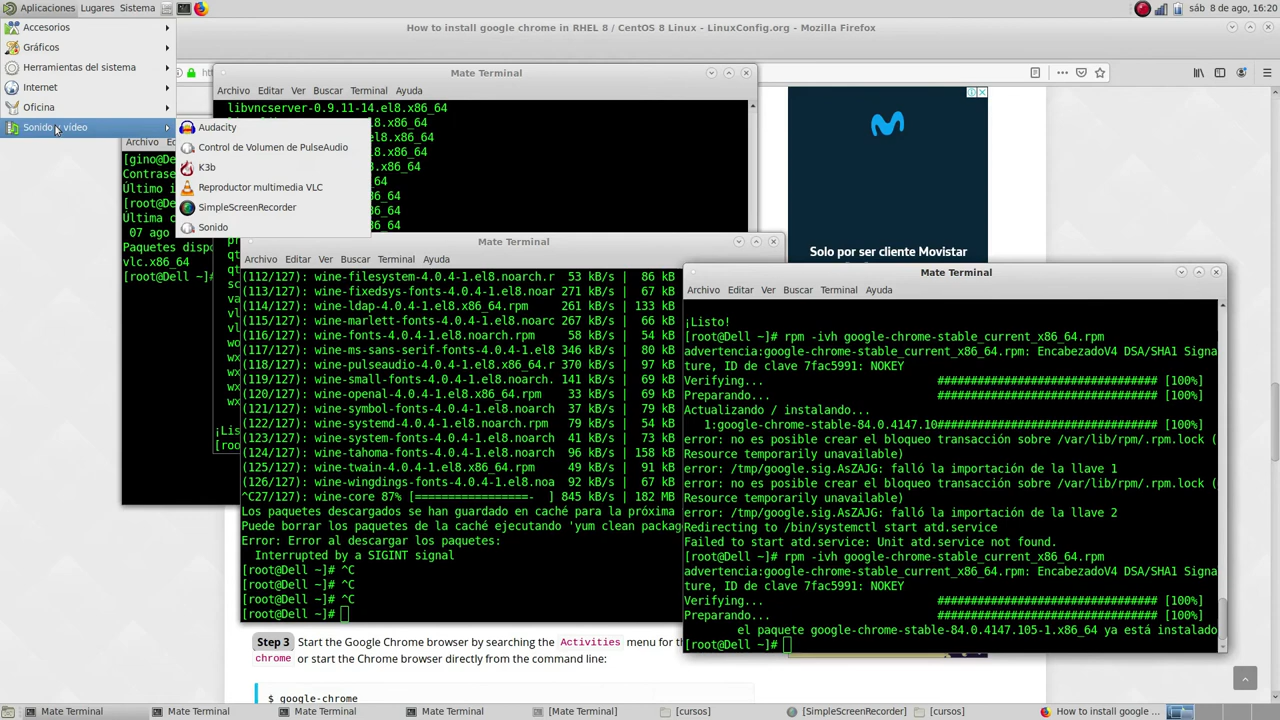 Aplicaciones Lugares Sistema
sáb 8 de ago, 16:20
Accesorios
Gráficos
Herramientas del sistema
Internet
Oficina
Sonido y vídeo
Audacity
Control de Volumen de PulseAudio
K3b
Reproductor multimedia VLC
SimpleScreenRecorder
Sonido
How to install google chrome in RHEL 8 / CentOS 8 Linux - LinuxConfig.org - Mozilla Firefox
Mate Terminal
Archivo Editar Ver Buscar Terminal Ayuda
libvncserver-0.9.11-14.el8.x86_64
Archivo
[gino@De
Contrase
Último i
[root@De
Última c
07 ago
Paquetes dispo
vlc.x86_64
[root@Dell ~]#
¡Lis
[roo
Solo por ser cliente Movistar
Mate Terminal
Archivo Editar Ver Buscar Terminal Ayuda
(112/127): wine-filesystem-4.0.4-1.el8.noarch.r 53 kB/s | 86 kB
(113/127): wine-fixedsys-fonts-4.0.4-1.el8.noar 271 kB/s | 67 kB
(114/127): wine-ldap-4.0.4-1.el8.x86_64.rpm 261 kB/s | 133 kB
(115/127): wine-marlett-fonts-4.0.4-1.el8.noarc 267 kB/s | 66 kB
(116/127): wine-fonts-4.0.4-1.el8.noarch.rpm 58 kB/s | 54 kB
(117/127): wine-ms-sans-serif-fonts-4.0.4-1.el8 346 kB/s | 80 kB
(118/127): wine-pulseaudio-4.0.4-1.el8.x86_64.r 370 kB/s | 97 kB
(119/127): wine-small-fonts-4.0.4-1.el8.noarch. 141 kB/s | 69 kB
(120/127): wine-openal-4.0.4-1.el8.x86_64.rpm 33 kB/s | 69 kB
(121/127): wine-symbol-fonts-4.0.4-1.el8.noarch 37 kB/s | 79 kB
(122/127): wine-systemd-4.0.4-1.el8.noarch.rpm 79 kB/s | 54 kB
(123/127): wine-system-fonts-4.0.4-1.el8.noarch 41 kB/s | 73 kB
(124/127): wine-tahoma-fonts-4.0.4-1.el8.noarch 96 kB/s | 158 kB
(125/127): wine-twain-4.0.4-1.el8.x86_64.rpm 49 kB/s | 91 kB
(126/127): wine-wingdings-fonts-4.0.4-1.el8.noa 92 kB/s | 67 kB
^C27/127): wine-core 87% [=================- ] 845 kB/s | 182 MB
Los paquetes descargados se han guardado en caché para la próxima
Puede borrar los paquetes de la caché ejecutando 'yum clean packag
Error: Error al descargar los paquetes:
Interrupted by a SIGINT signal
[root@Dell ~]# ^C
[root@Dell ~]# ^C
[root@Dell ~]# ^C
[root@Dell ~]#
Mate Terminal
Archivo Editar Ver Buscar Terminal Ayuda
¡Listo!
[root@Dell ~]# rpm -ivh google-chrome-stable_current_x86_64.rpm
advertencia:google-chrome-stable_current_x86_64.rpm: EncabezadoV4 DSA/SHA1 Signa
ture, ID de clave 7fac5991: NOKEY
Verifying... ################################# [100%]
Preparando... ################################# [100%]
Actualizando / instalando...
1:google-chrome-stable-84.0.4147.10################################# [100%]
error: no es posible crear el bloqueo transacción sobre /var/lib/rpm/.rpm.lock (
Resource temporarily unavailable)
error: /tmp/google.sig.AsZAJG: falló la importación de la llave 1
error: no es posible crear el bloqueo transacción sobre /var/lib/rpm/.rpm.lock (
Resource temporarily unavailable)
error: /tmp/google.sig.AsZAJG: falló la importación de la llave 2
Redirecting to /bin/systemctl start atd.service
Failed to start atd.service: Unit atd.service not found.
[root@Dell ~]# rpm -ivh google-chrome-stable_current_x86_64.rpm
advertencia:google-chrome-stable_current_x86_64.rpm: EncabezadoV4 DSA/SHA1 Signa
ture, ID de clave 7fac5991: NOKEY
Verifying... ################################# [100%]
Preparando... ################################# [100%]
el paquete google-chrome-stable-84.0.4147.105-1.x86_64 ya está instalado
[root@Dell ~]#
Step 3 Start the Google Chrome browser by searching the Activities menu for th
chrome or start the Chrome browser directly from the command line:
$ google-chrome
Mate Terminal
Mate Terminal
Mate Terminal
Mate Terminal
[Mate Terminal]
[cursos]
[SimpleScreenRecorder]
[cursos]
How to install google chrome ...